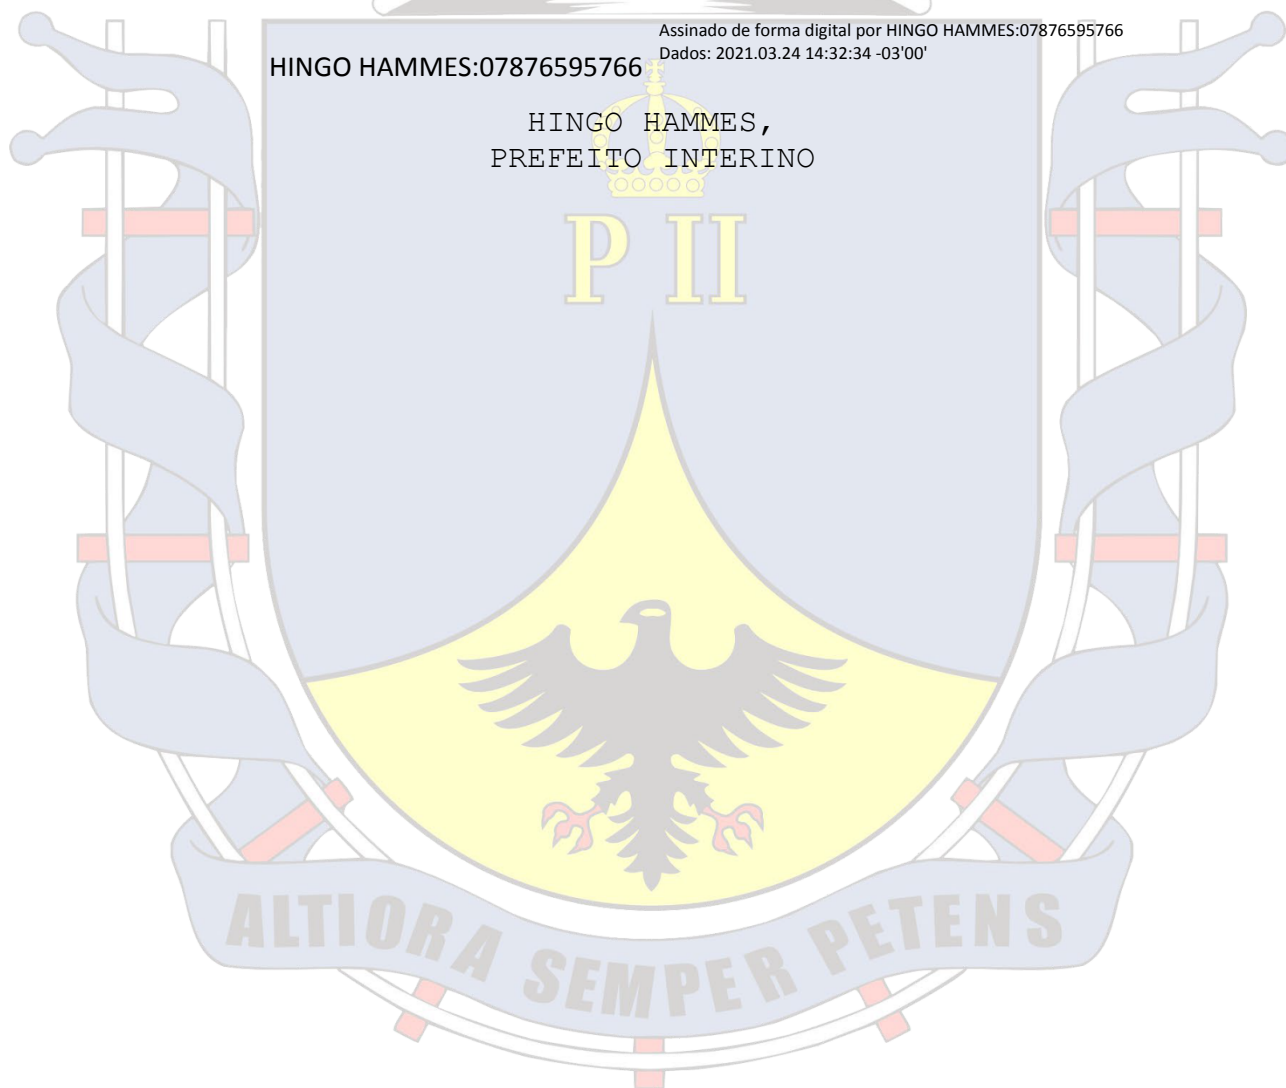 Assinado de forma digital por HINGO HAMMES:07876595766
Dados: 2021.03.24 14:32:34 -03'00'
HINGO HAMMES:07876595766
HINGO HAMMES,
PREFEITO INTERINO
P II
ALTIORA SEMPER PETENS